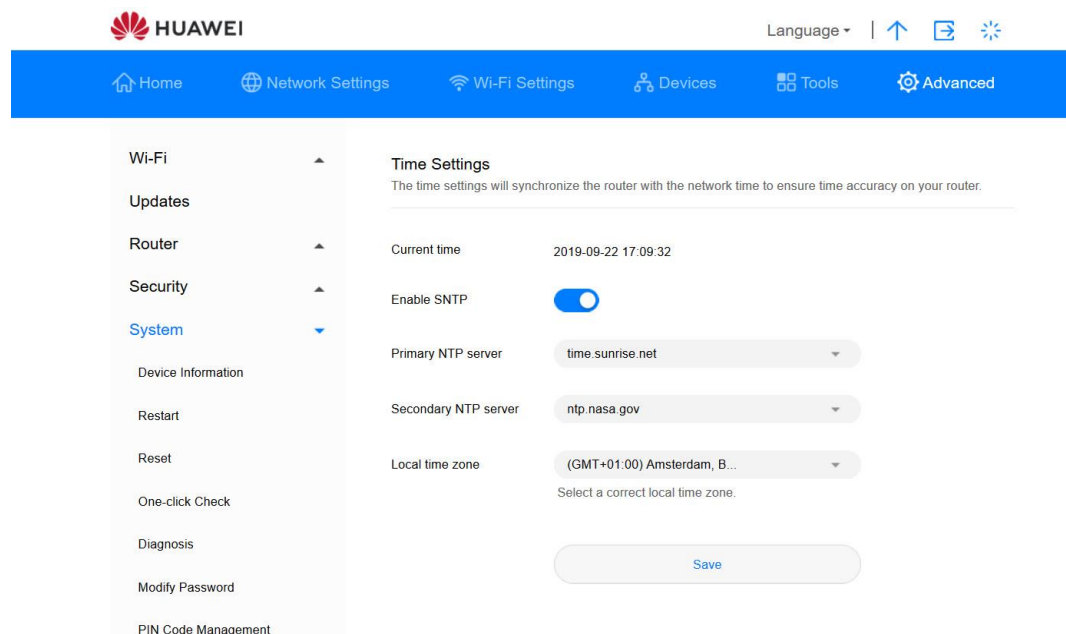 HUAWEI
Language
Home Network Settings Wi-Fi Settings Devices Tools Advanced
Wi-Fi
Updates
Router
Security
System
Device Information
Restart
Reset
One-click Check
Diagnosis
Modify Password
PIN Code Management
Time Settings
The time settings will synchronize the router with the network time to ensure time accuracy on your router.
Current time 2019-09-22 17:09:32
Enable SNTP
Primary NTP server time.sunrise.net
Secondary NTP server ntp.nasa.gov
Local time zone (GMT+01:00) Amsterdam, B...
Select a correct local time zone.
Save